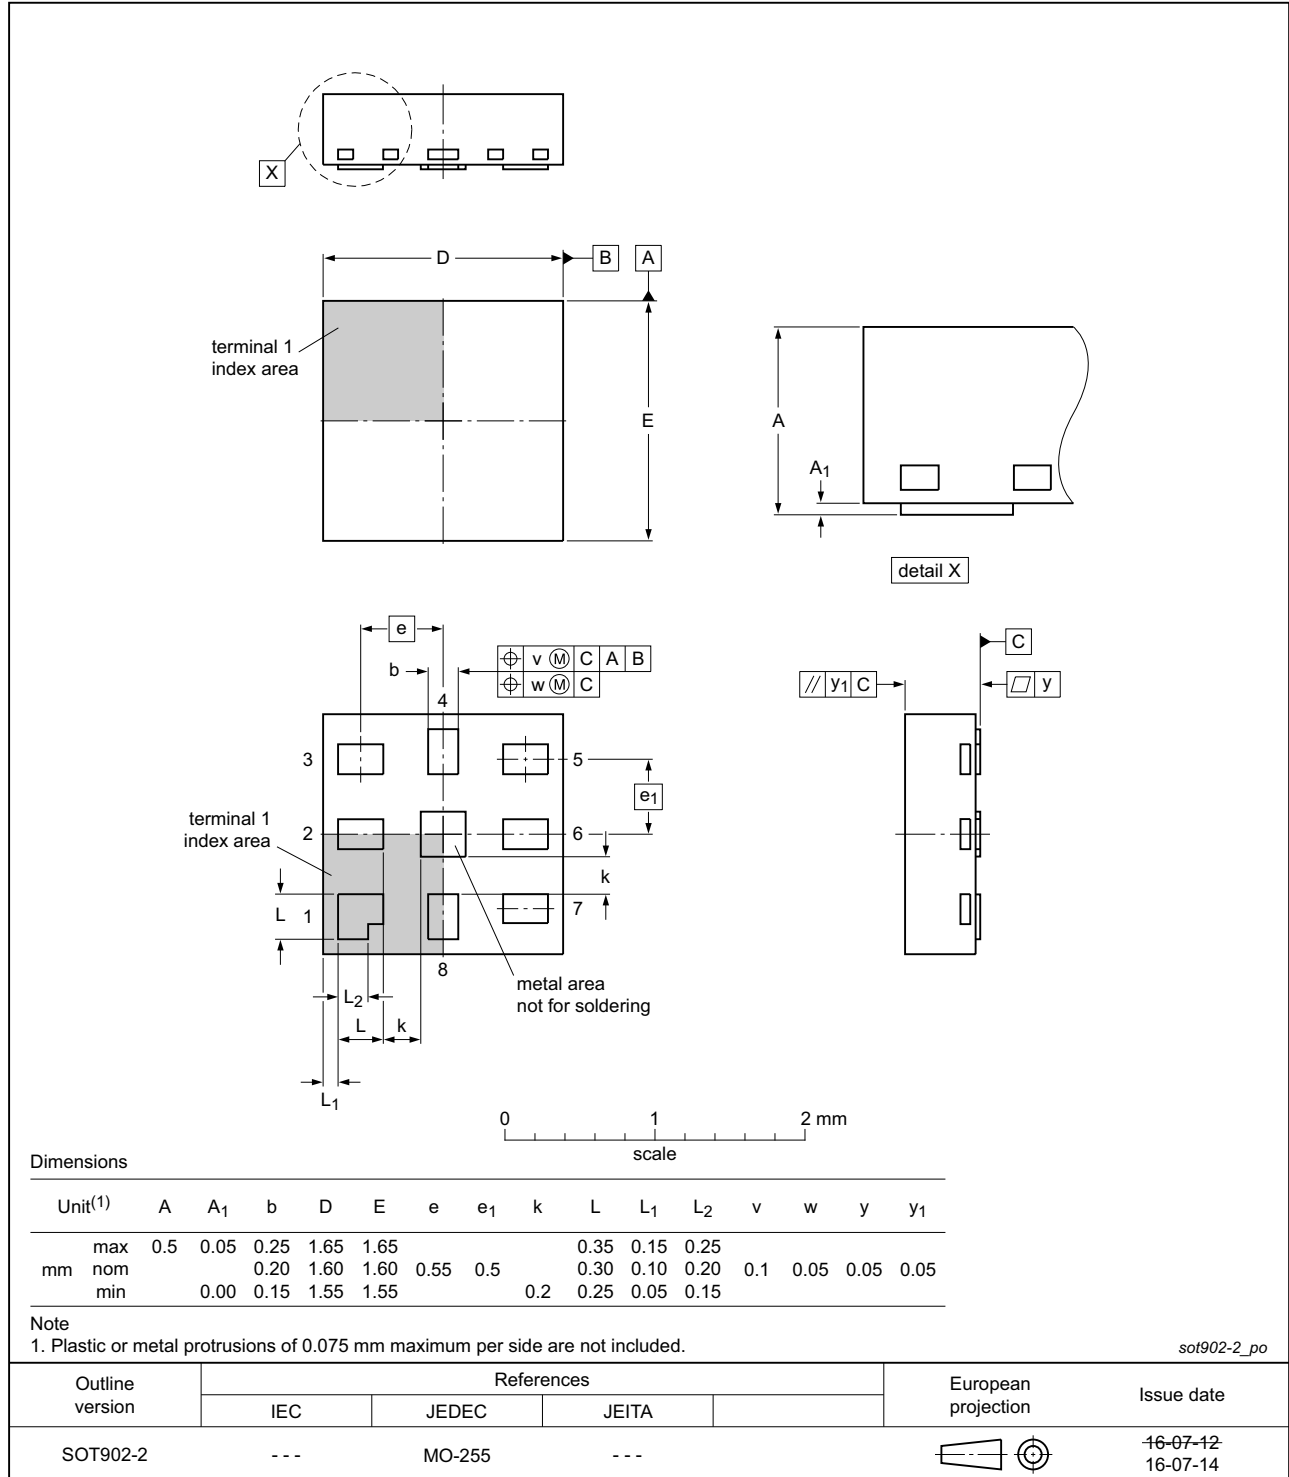 X
D
B
A
terminal 1
index area
E
A
A1
detail X
e
b
v M C A B
w M C
4
C
// y1 C
y
3
5
e1
terminal 1
index area
2
6
k
L
1
7
8
L2
metal area
not for soldering
L
k
L1
0 1 2 mm
scale
Dimensions
Unit(1) A A1 b D E e e1 k L L1 L2 v w y y1
max 0.5 0.05 0.25 1.65 1.65 0.35 0.15 0.25
mm nom 0.20 1.60 1.60 0.55 0.5 0.30 0.10 0.20 0.1 0.05 0.05 0.05
min 0.00 0.15 1.55 1.55 0.2 0.25 0.05 0.15
Note
1. Plastic or metal protrusions of 0.075 mm maximum per side are not included.
sot902-2_po
Outline version References European projection Issue date
IEC JEDEC JEITA
SOT902-2 - - - MO-255 - - - 16-07-12
16-07-14